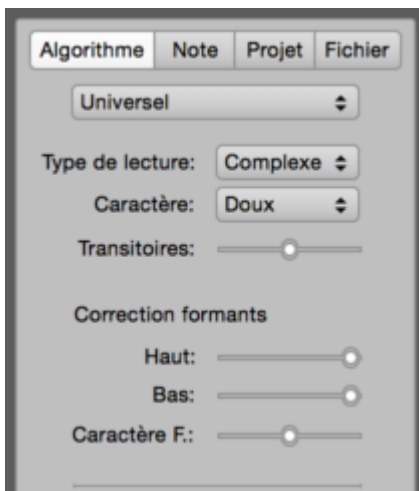 Algorithme Note Projet Fichier
Universel
Type de lecture: Complexe
Caractère: Doux
Transitoires:
Correction formants
Haut:
Bas:
Caractère F.: